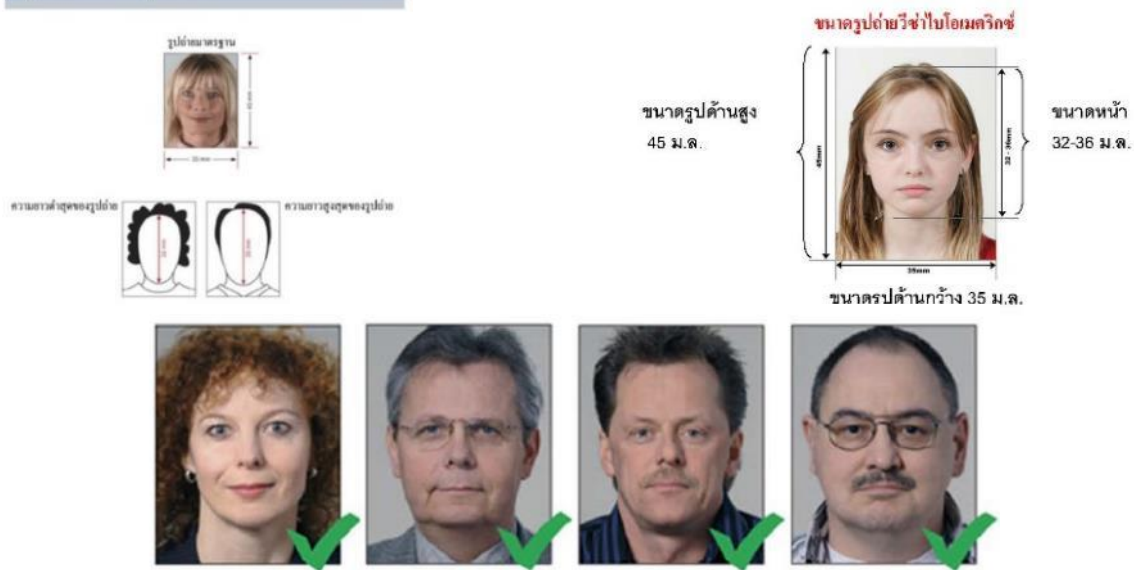 รูปถ่ายมาตรฐาน
ความยาวต่ำสุดของรูปถ่าย
ความยาวสูงสุดของรูปถ่าย
ขนาดรูปถ่ายวีซ่าไบโอเมตริกซ์
ขนาดรูปด้านสูง
45 ม.ล.
45mm
32 - 36mm
ขนาดหน้า
32-36 ม.ล.
35mm
ขนาดรูปด้านกว้าง 35 ม.ล.